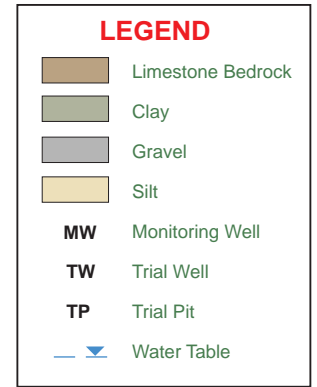 LEGEND
Limestone Bedrock
Clay
Gravel
Silt
MW Monitoring Well
TW Trial Well
TP Trial Pit
Water Table